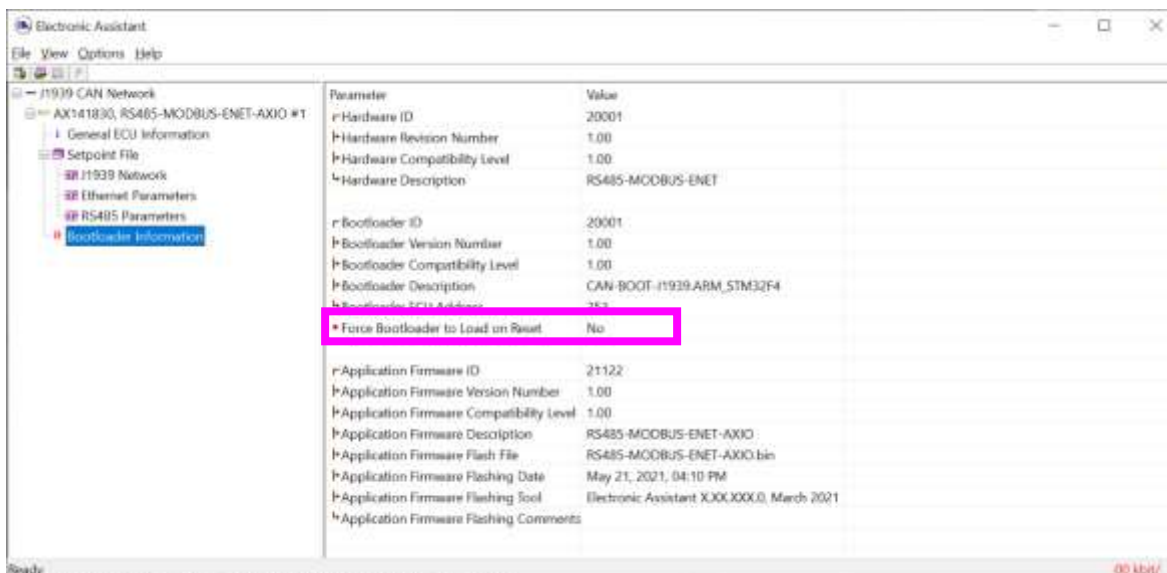 Electronic Assistant
File View Options Help
J1939 CAN Network
AX141830, RS485-MODBUS-ENET-AXIO #1
General ECU Information
Setpoint File
J1939 Network
Ethernet Parameters
RS485 Parameters
Bootloader Information
Parameter Value
Hardware ID 20001
Hardware Revision Number 1.00
Hardware Compatibility Level 1.00
Hardware Description RS485-MODBUS-ENET
Bootloader ID 20001
Bootloader Version Number 1.00
Bootloader Compatibility Level 1.00
Bootloader Description CAN-BOOT-J1939.ARM_STM32F4
Bootloader ECU Address 253
Force Bootloader to Load on Reset No
Application Firmware ID 21122
Application Firmware Version Number 1.00
Application Firmware Compatibility Level 1.00
Application Firmware Description RS485-MODBUS-ENET-AXIO
Application Firmware Flash File RS485-MODBUS-ENET-AXIO.bin
Application Firmware Flashing Date May 21, 2021, 04:10 PM
Application Firmware Flashing Tool Electronic Assistant X.XX.XXX.0, March 2021
Application Firmware Flashing Comments
Ready